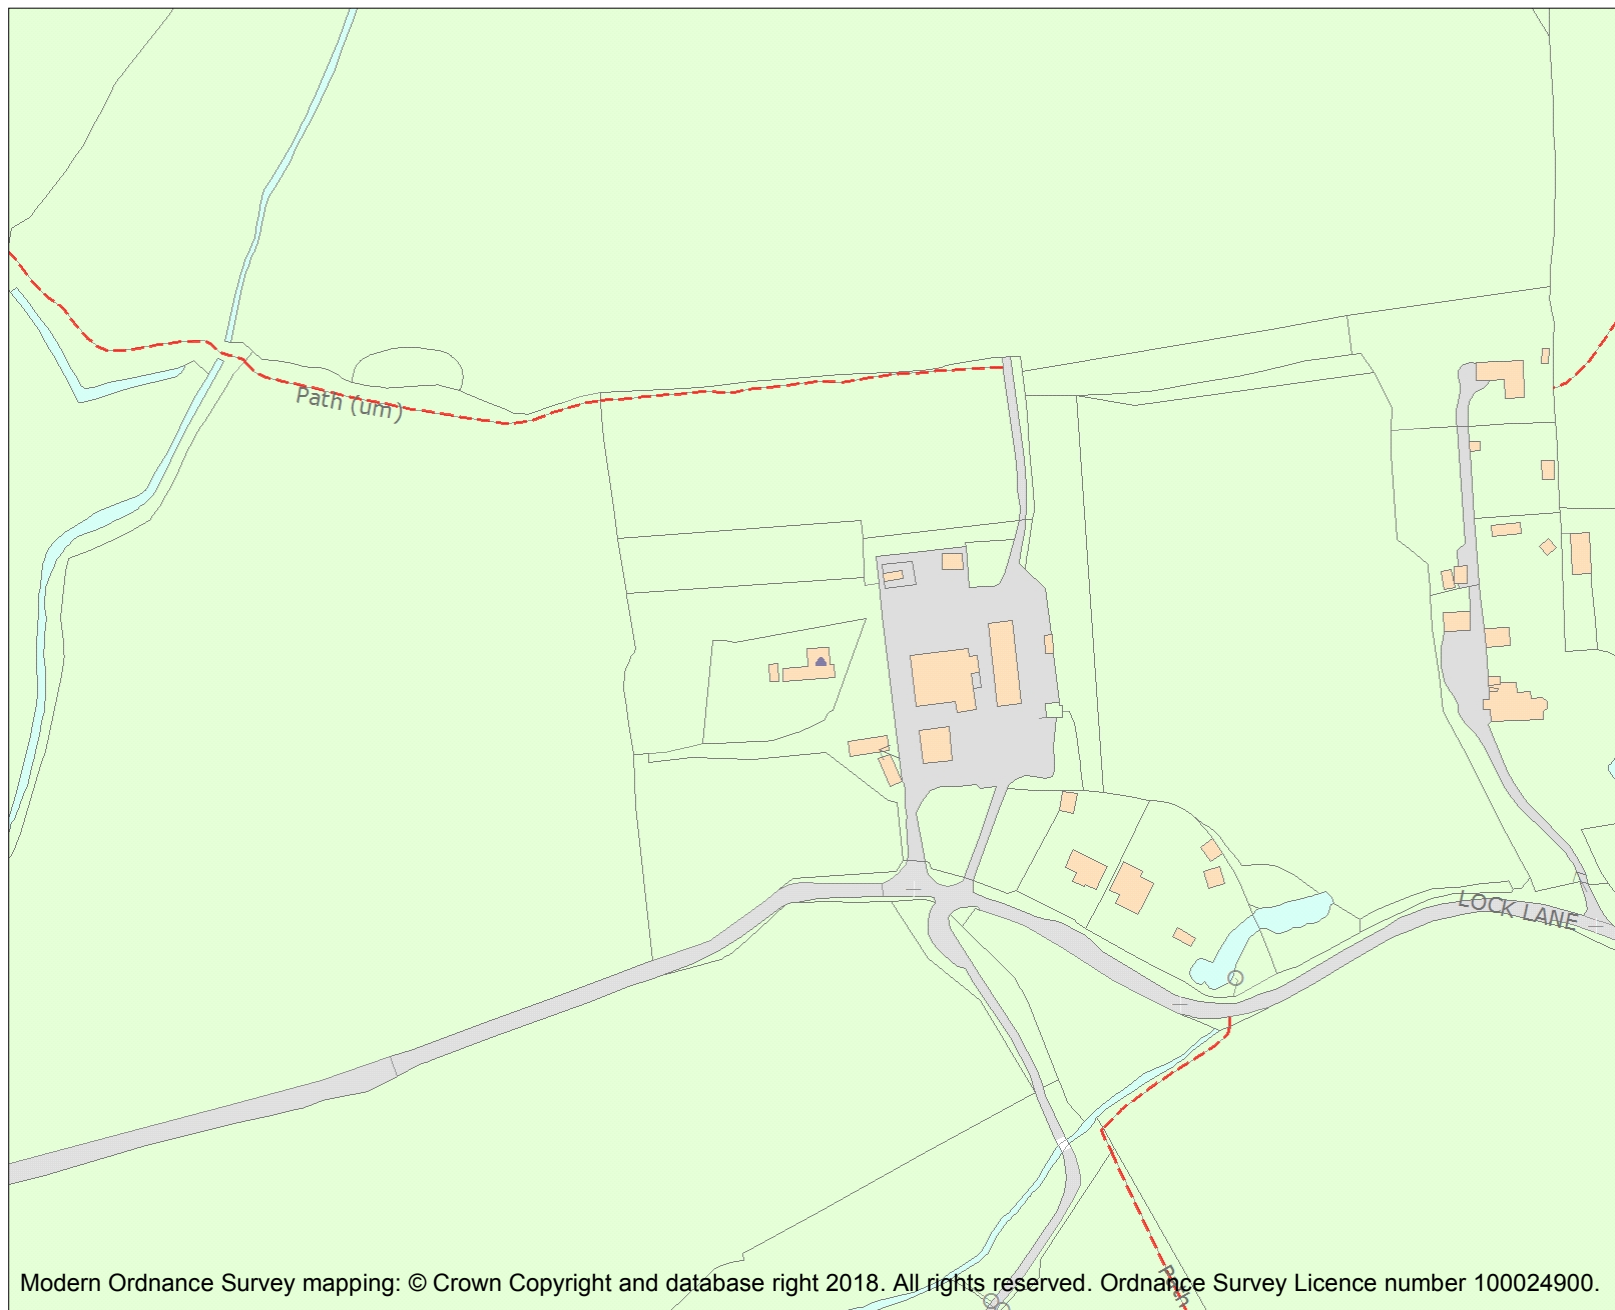 Path (um)
LOCK LANE
Path
Modern Ordnance Survey mapping: © Crown Copyright and database right 2018. All rights reserved. Ordnance Survey Licence number 100024900.